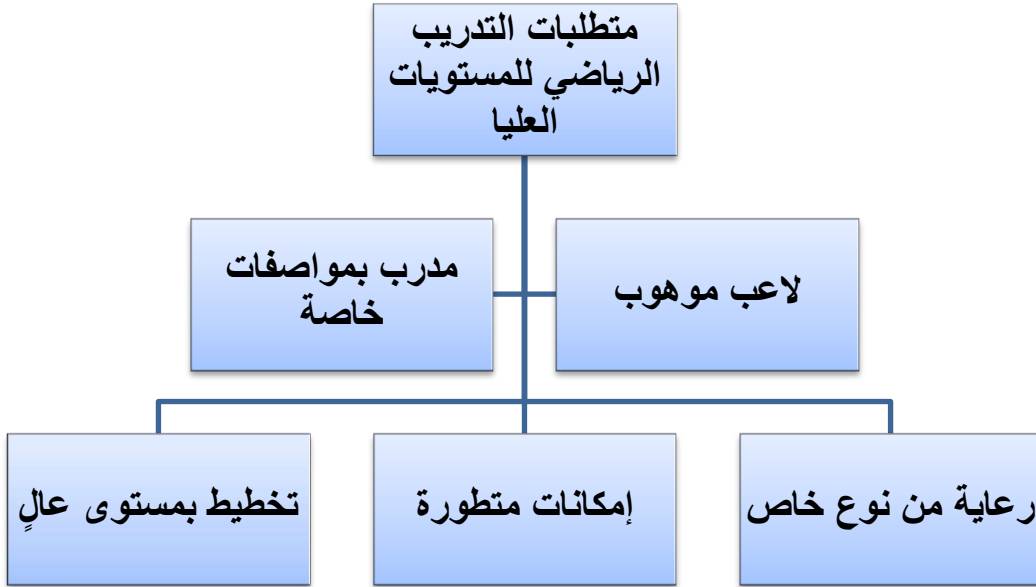 متطلبات التدريب
الرياضي للمستويات
العليا
لاعب موهوب
مدرب بمواصفات
خاصة
رعاية من نوع خاص
إمكانات متطورة
تخطيط بمستوى عالٍ